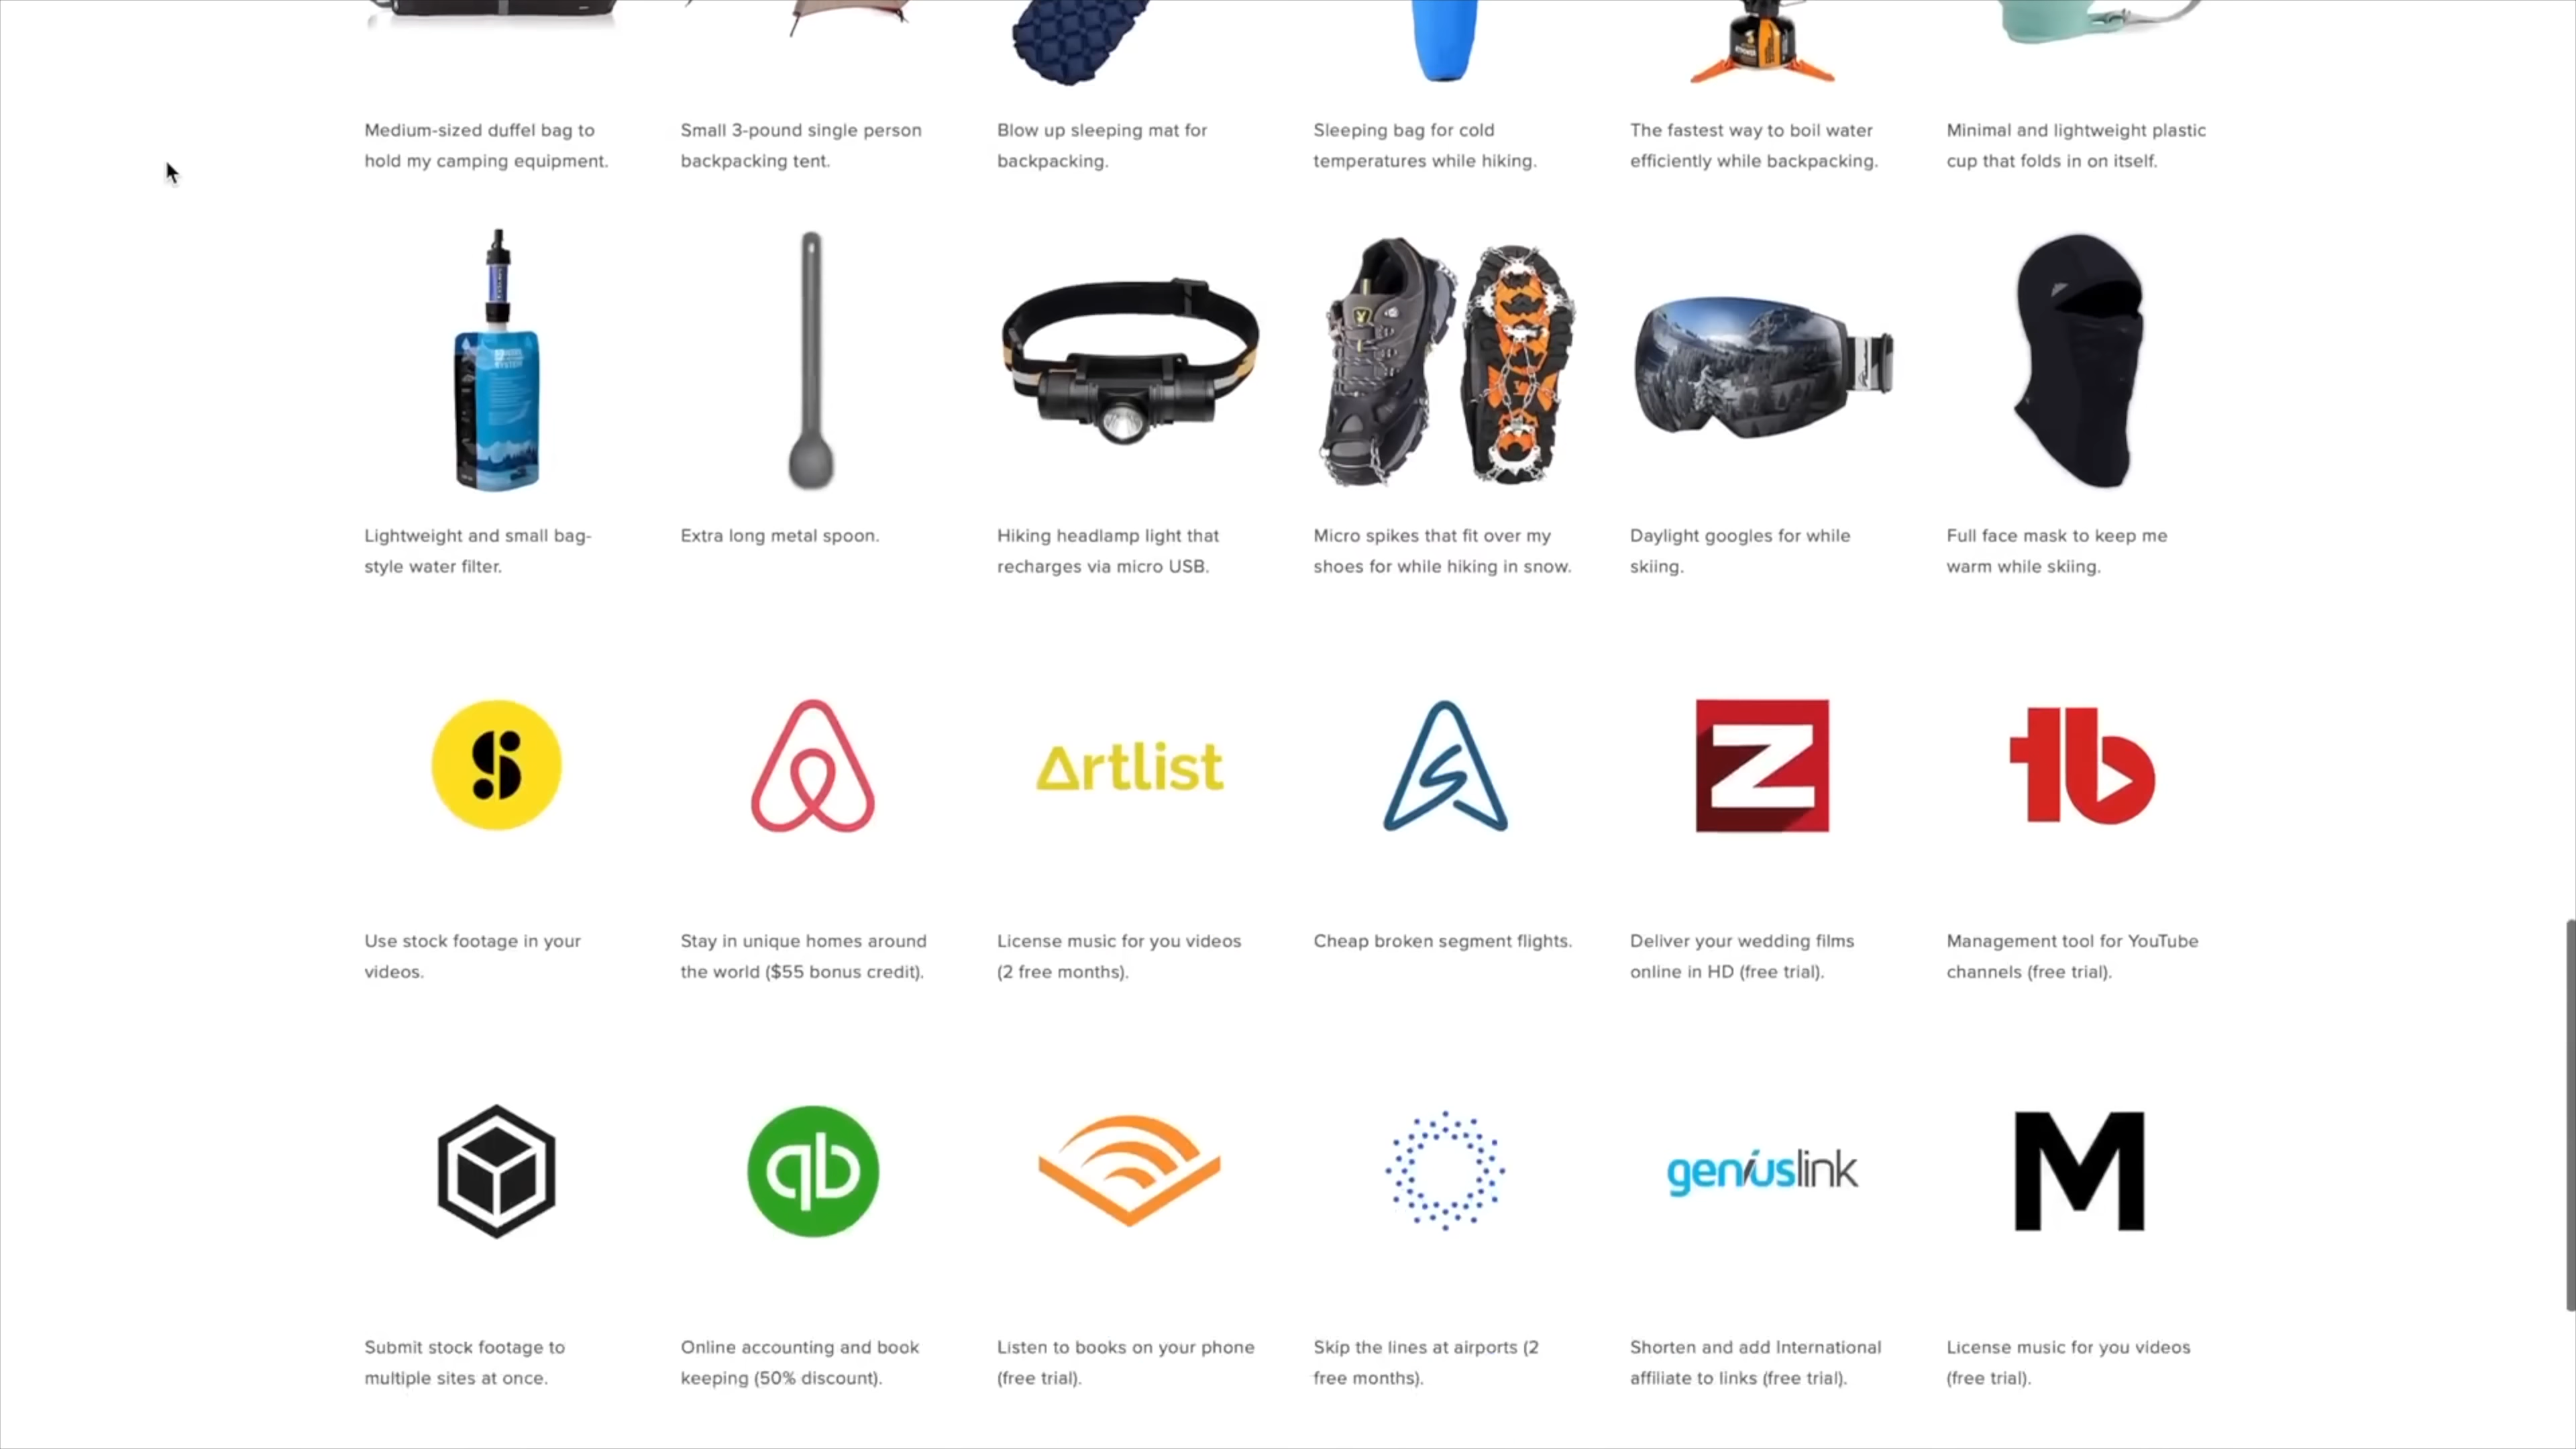 Medium-sized duffel bag to
hold my camping equipment.
Small 3-pound single person
backpacking tent.
Blow up sleeping mat for
backpacking.
Sleeping bag for cold
temperatures while hiking.
The fastest way to boil water
efficiently while backpacking.
Minimal and lightweight plastic
cup that folds in on itself.
Lightweight and small bag-
style water filter.
Extra long metal spoon.
Hiking headlamp light that
recharges via micro USB.
Micro spikes that fit over my
shoes for while hiking in snow.
Daylight googles for while
skiing.
Full face mask to keep me
warm while skiing.
Artlist
Z
tb
Use stock footage in your
videos.
Stay in unique homes around
the world ($55 bonus credit).
License music for you videos
(2 free months).
Cheap broken segment flights.
Deliver your wedding films
online in HD (free trial).
Management tool for YouTube
channels (free trial).
qb
geniuslink
M
Submit stock footage to
multiple sites at once.
Online accounting and book
keeping (50% discount).
Listen to books on your phone
(free trial).
Skip the lines at airports (2
free months).
Shorten and add International
affiliate to links (free trial).
License music for you videos
(free trial).